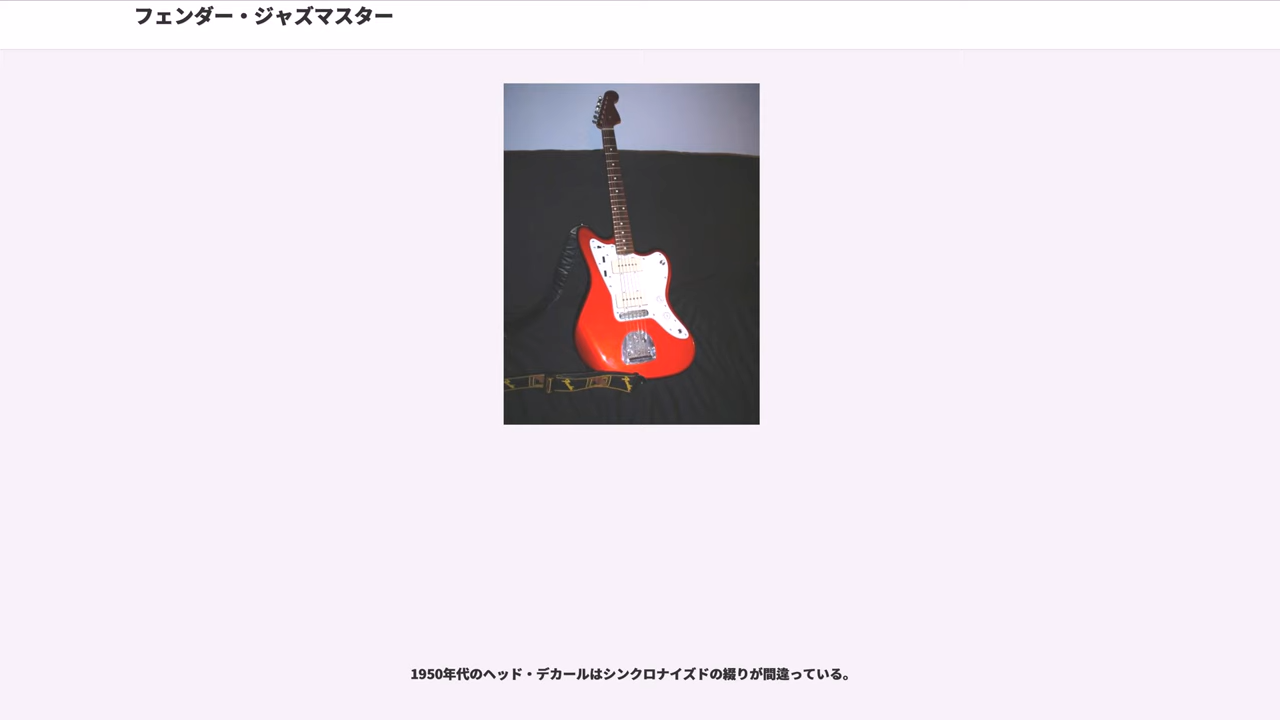 フェンダー・ジャズマスター
1950年代のヘッド・デカールはシンクロナイズドの綴りが間違っている。